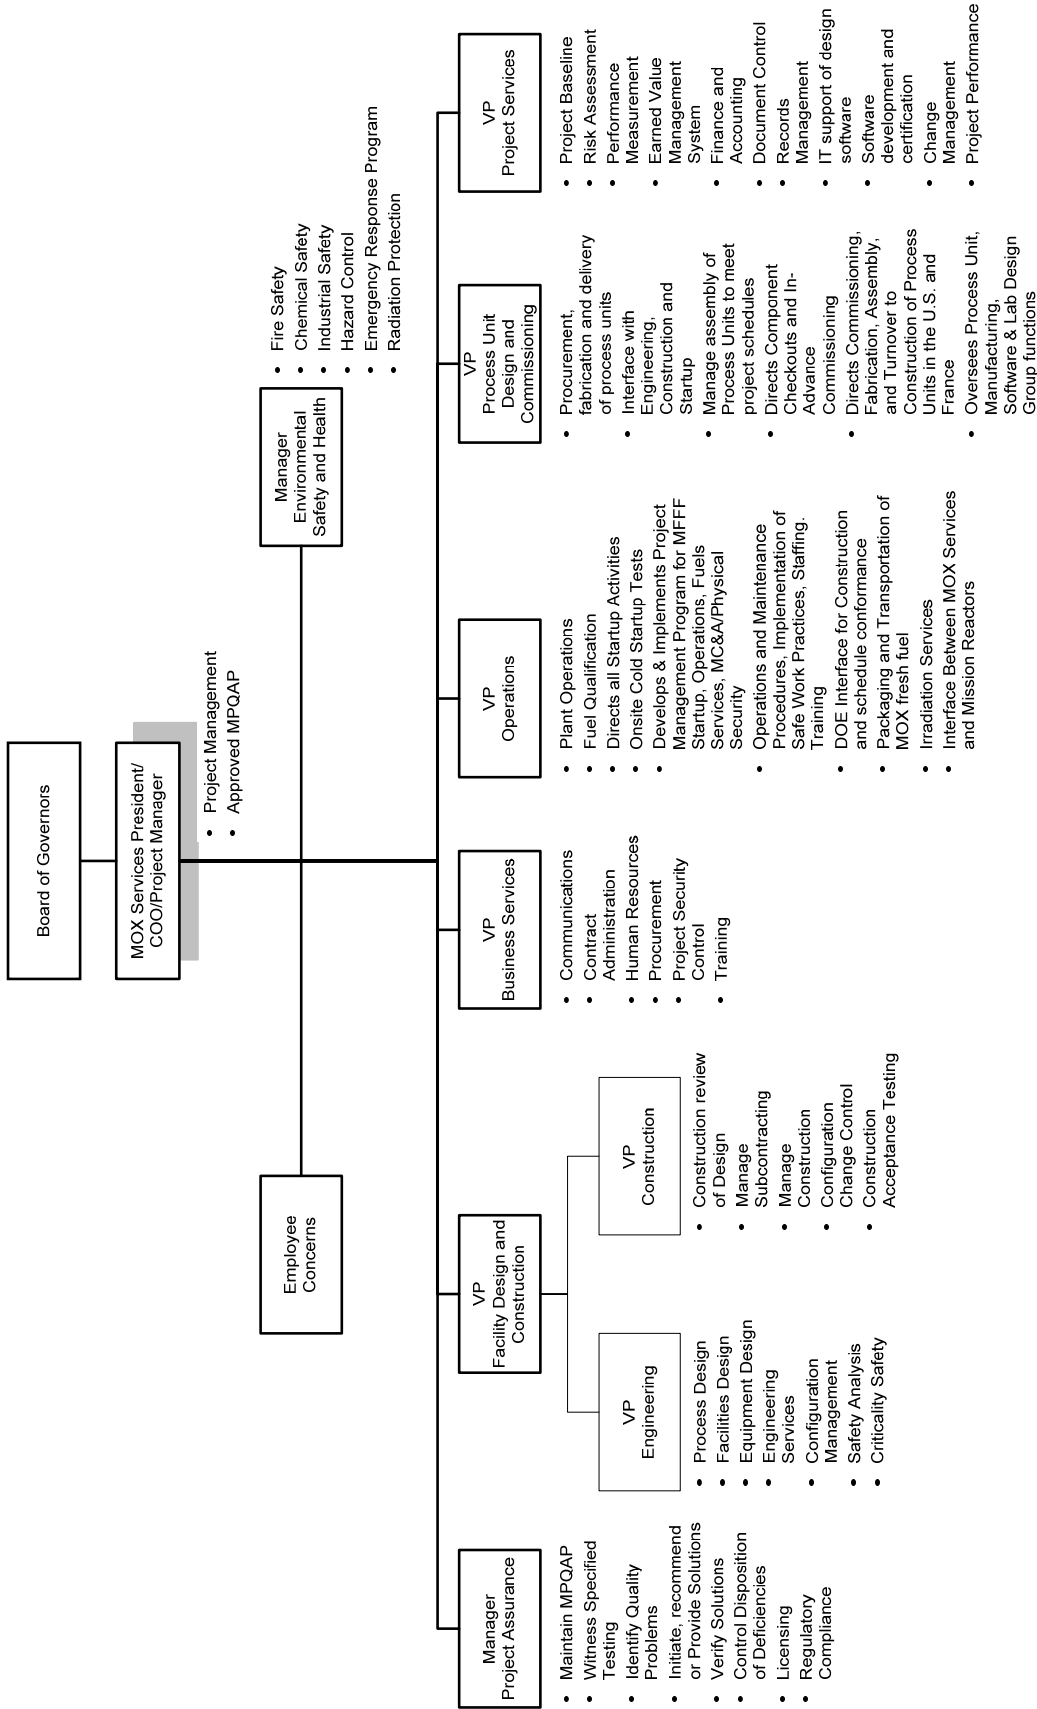 Board of Governors
MOX Services President/
COO/Project Manager
• Project Management
• Approved MPQAP
Employee
Concerns
Manager
Environmental
Safety and Health
• Fire Safety
• Chemical Safety
• Industrial Safety
• Hazard Control
• Emergency Response Program
• Radiation Protection
Manager
Project Assurance
• Maintain MPQAP
• Witness Specified
Testing
• Identify Quality
Problems
• Initiate, recommend
or Provide Solutions
• Verify Solutions
• Control Disposition
of Deficiencies
• Licensing
• Regulatory
Compliance
VP
Facility Design and
Construction
VP
Engineering
• Process Design
• Facilities Design
• Equipment Design
• Engineering
Services
• Configuration
Management
• Safety Analysis
• Criticality Safety
VP
Construction
• Construction review
of Design
• Manage
Subcontracting
• Manage
Construction
• Configuration
Change Control
• Construction
Acceptance Testing
VP
Business Services
• Communications
• Contract
Administration
• Human Resources
• Procurement
• Project Security
Control
• Training
VP
Operations
• Plant Operations
• Fuel Qualification
• Directs all Startup Activities
• Onsite Cold Startup Tests
• Develops & Implements Project
Management Program for MFFF
Startup, Operations, Fuels
Services, MC&A/Physical
Security
• Operations and Maintenance
Procedures, Implementation of
Safe Work Practices, Staffing.
Training
• DOE Interface for Construction
and schedule conformance
• Packaging and Transportation of
MOX fresh fuel
• Irradiation Services
• Interface Between MOX Services
and Mission Reactors
VP
Process Unit
Design and
Commissioning
• Procurement,
fabrication and delivery
of process units
• Interface with
Engineering,
Construction and
Startup
• Manage assembly of
Process Units to meet
project schedules
• Directs Component
Checkouts and In-
Advance
Commissioning
• Directs Commissioning,
Fabrication, Assembly,
and Turnover to
Construction of Process
Units in the U.S. and
France
• Oversees Process Unit,
Manufacturing,
Software & Lab Design
Group functions
VP
Project Services
• Project Baseline
• Risk Assessment
• Performance
Measurement
• Earned Value
Management
System
• Finance and
Accounting
• Document Control
• Records
Management
• IT support of design
software
• Software
development and
certification
• Change
Management
• Project Performance